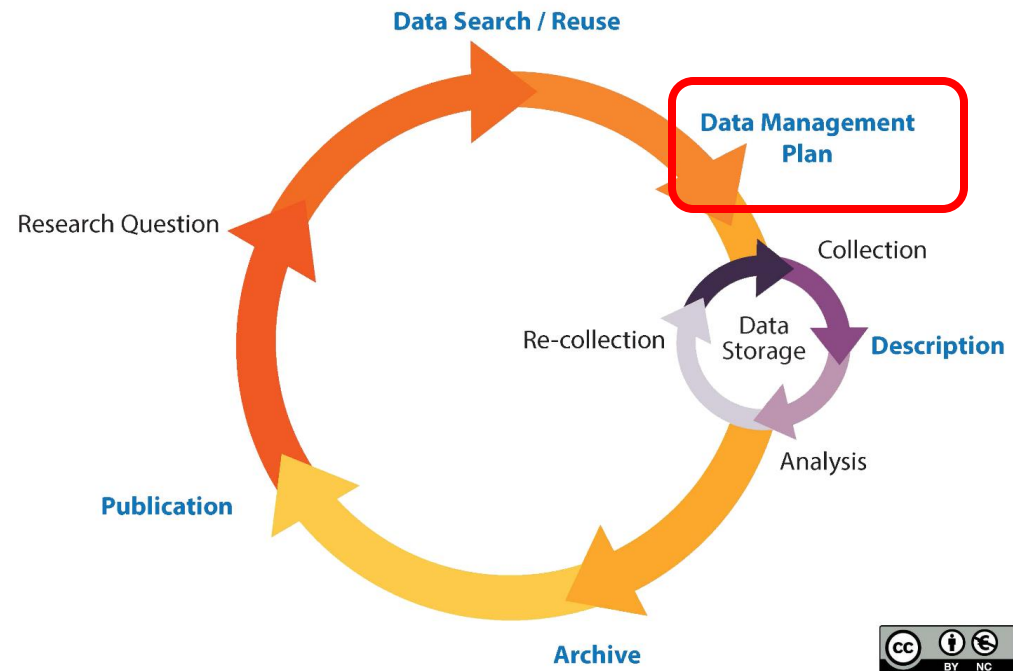 Data Search / Reuse
Data Management
Plan
Research Question
Collection
Re-collection
Data
Storage
Description
Analysis
Publication
Archive
cc
BY NC